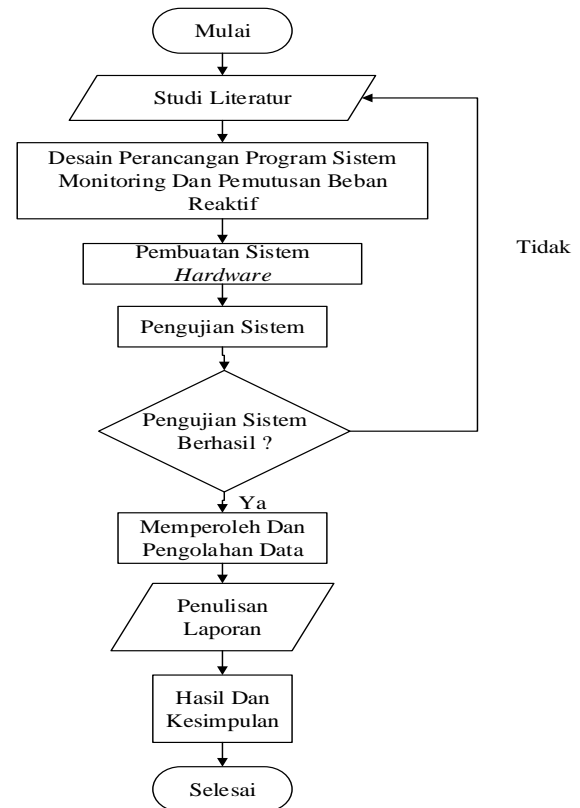 Mulai
Studi Literatur
Desain Perancangan Program Sistem
Monitoring Dan Pemutusan Beban
Reaktif
Pembuatan Sistem
Hardware
Pengujian Sistem
Pengujian Sistem
Berhasil ?
Tidak
Ya
Memperoleh Dan
Pengolahan Data
Penulisan
Laporan
Hasil Dan
Kesimpulan
Selesai